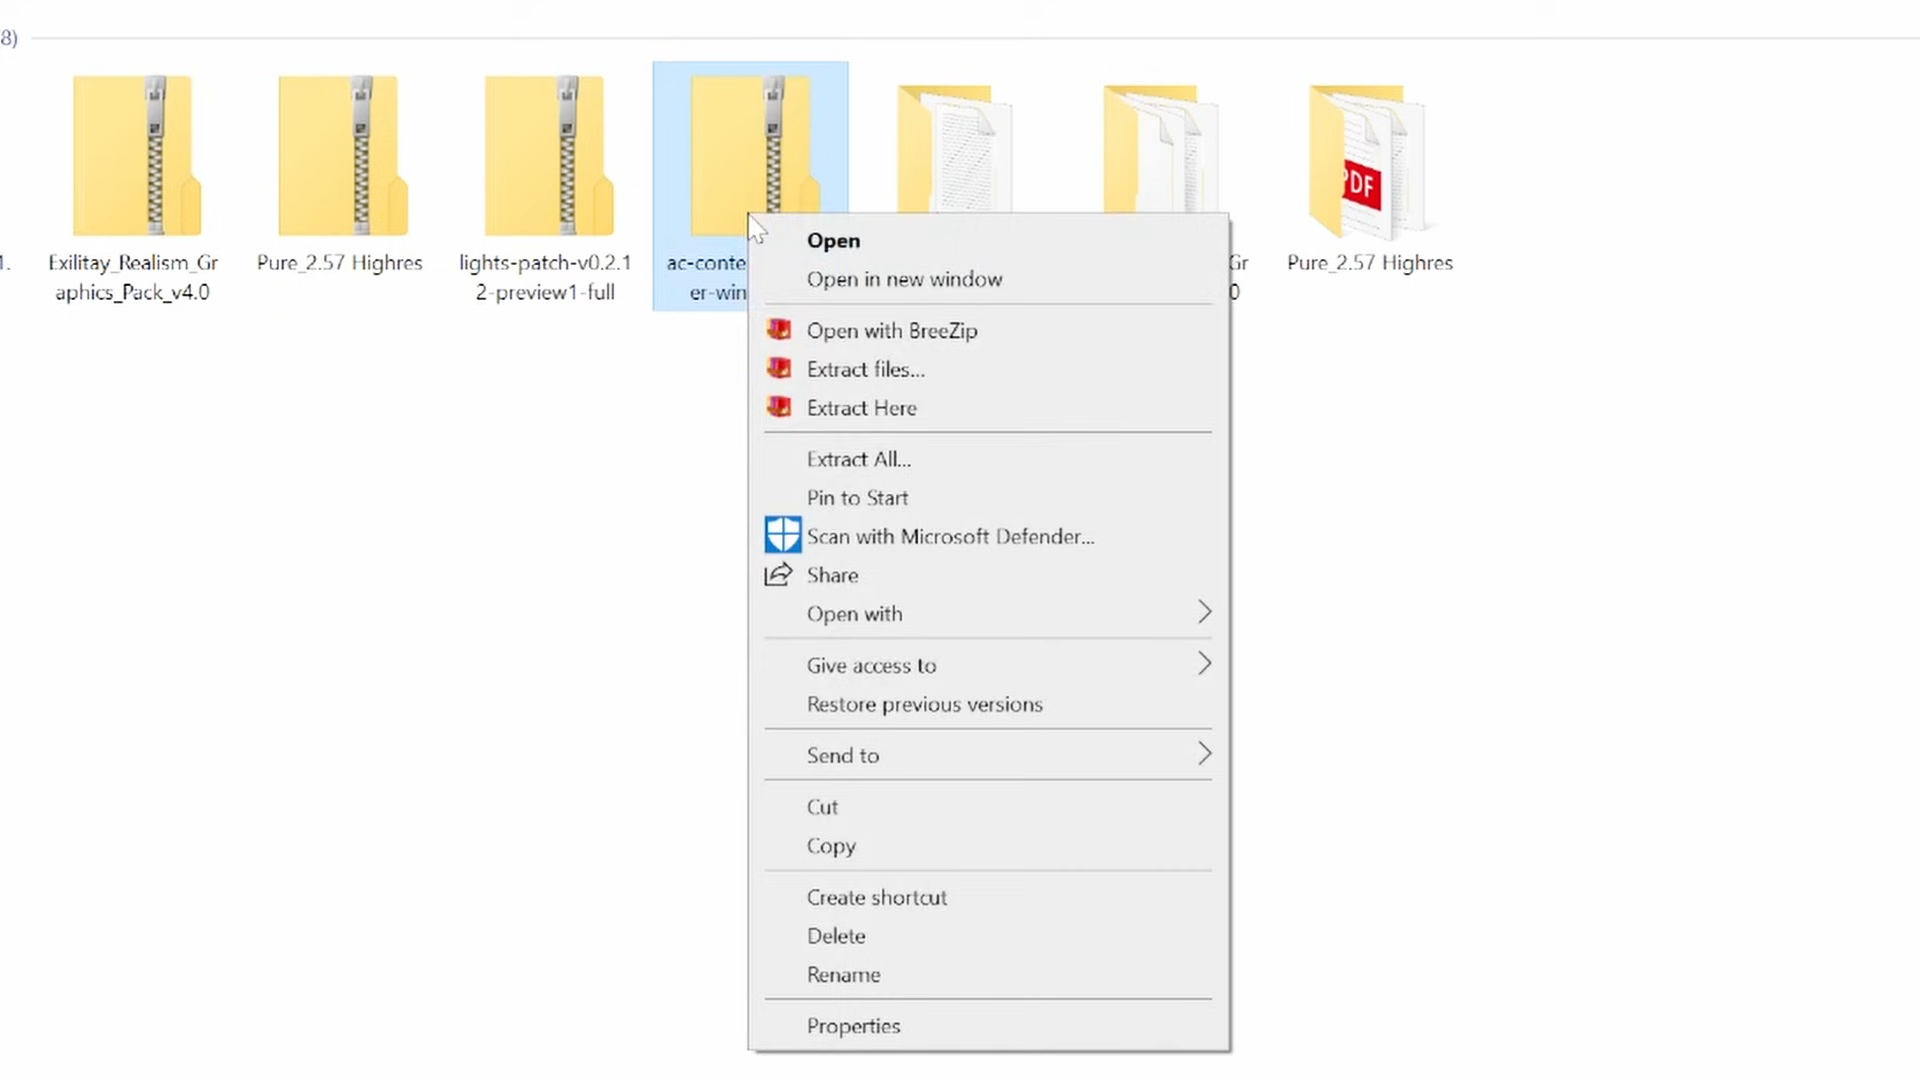 8)
1.
Exilitay_Realism_Gr
aphics_Pack_v4.0
Pure_2.57 Highres
lights-patch-v0.2.1
2-preview1-full
ac-conte
er-win
Gr
0
Pure_2.57 Highres
PDF
Open
Open in new window
Open with BreeZip
Extract files...
Extract Here
Extract All...
Pin to Start
Scan with Microsoft Defender...
Share
Open with
Give access to
Restore previous versions
Send to
Cut
Copy
Create shortcut
Delete
Rename
Properties